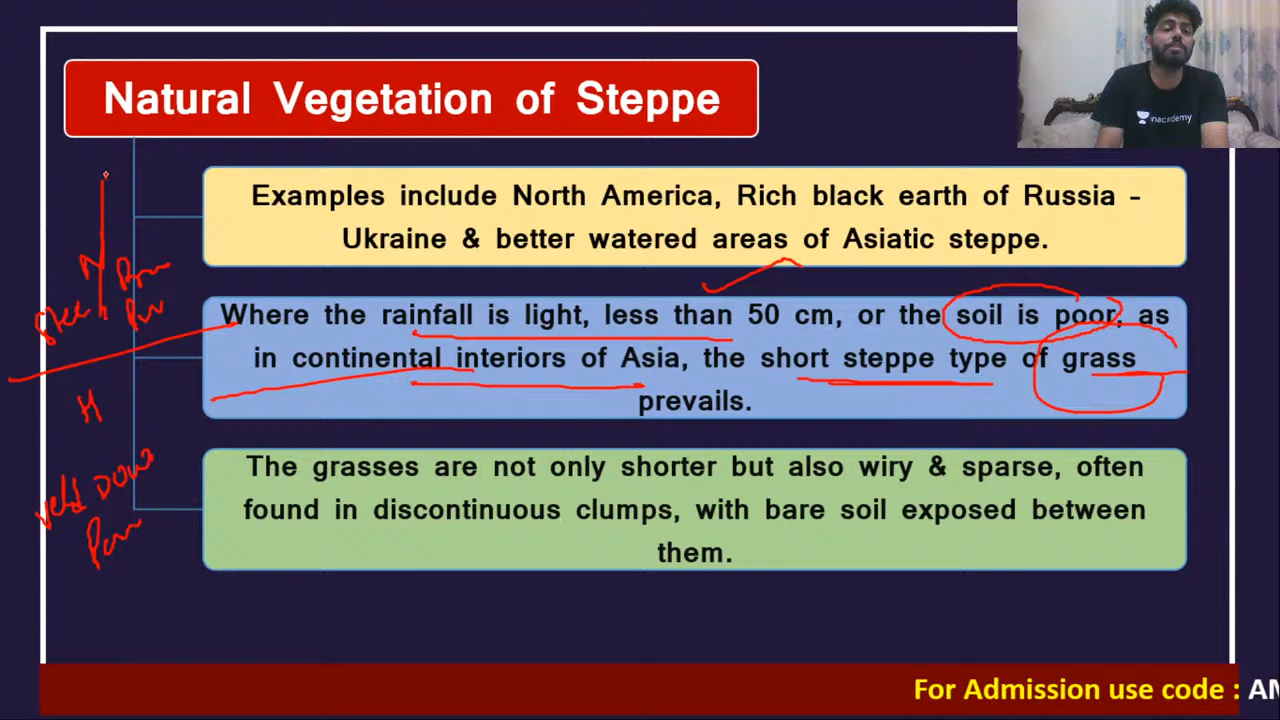 Natural Vegetation of Steppe
unacademy
Examples include North America, Rich black earth of Russia -
Ukraine & better watered areas of Asiatic steppe.
Where the rainfall is light, less than 50 cm, or the soil is poor, as
in continental interiors of Asia, the short steppe type of grass
prevails.
The grasses are not only shorter but also wiry & sparse, often
found in discontinuous clumps, with bare soil exposed between
them.
N
H
For Admission use code :